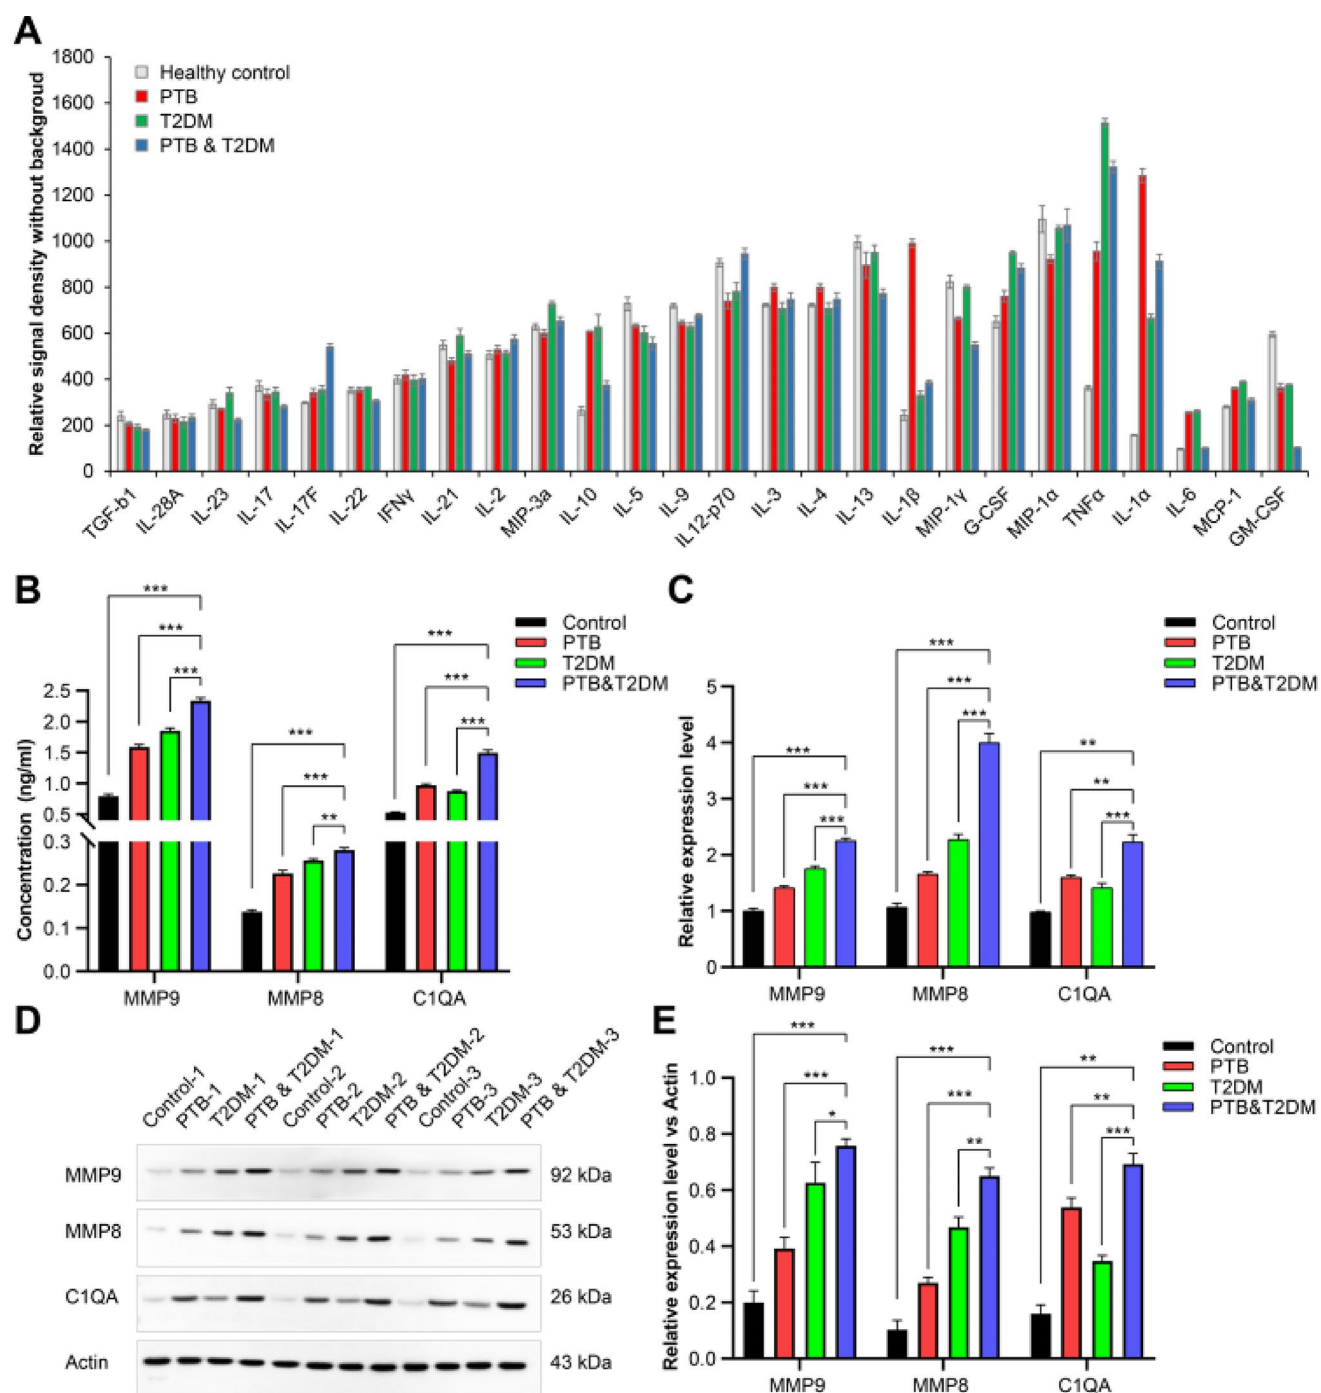 A
Relative signal density without backgroud
1800
1600
1400
1200
1000
800
600
400
200
0
Healthy control
PTB
T2DM
PTB & T2DM
TGF-b1
IL-28A
IL-23
IL-17
IL-17F
IL-22
IFNγ
IL-21
IL-2
MIP-3a
IL-10
IL-5
IL-9
IL12-p70
IL-3
IL-4
IL-13
IL-1β
MIP-1γ
G-CSF
MIP-1α
TNFα
IL-1α
IL-6
MCP-1
GM-CSF
B
Concentration (ng/ml)
2.5
2.0
1.5
1.0
0.5
0.3
0.2
0.1
0.0
***
***
***
***
***
**
***
***
***
MMP9
MMP8
C1QA
Control
PTB
T2DM
PTB&T2DM
C
Relative expression level
5
4
3
2
1
0
***
***
***
***
***
***
**
**
***
MMP9
MMP8
C1QA
Control
PTB
T2DM
PTB&T2DM
D
Control-1
PTB-1
T2DM-1
PTB & T2DM-1
Control-2
PTB-2
T2DM-2
PTB & T2DM-2
Control-3
PTB-3
T2DM-3
PTB & T2DM-3
MMP9
92 kDa
MMP8
53 kDa
C1QA
26 kDa
Actin
43 kDa
E
Relative expression level vs Actin
1.0
0.8
0.6
0.4
0.2
0.0
***
***
*
***
***
**
**
**
***
MMP9
MMP8
C1QA
Control
PTB
T2DM
PTB&T2DM